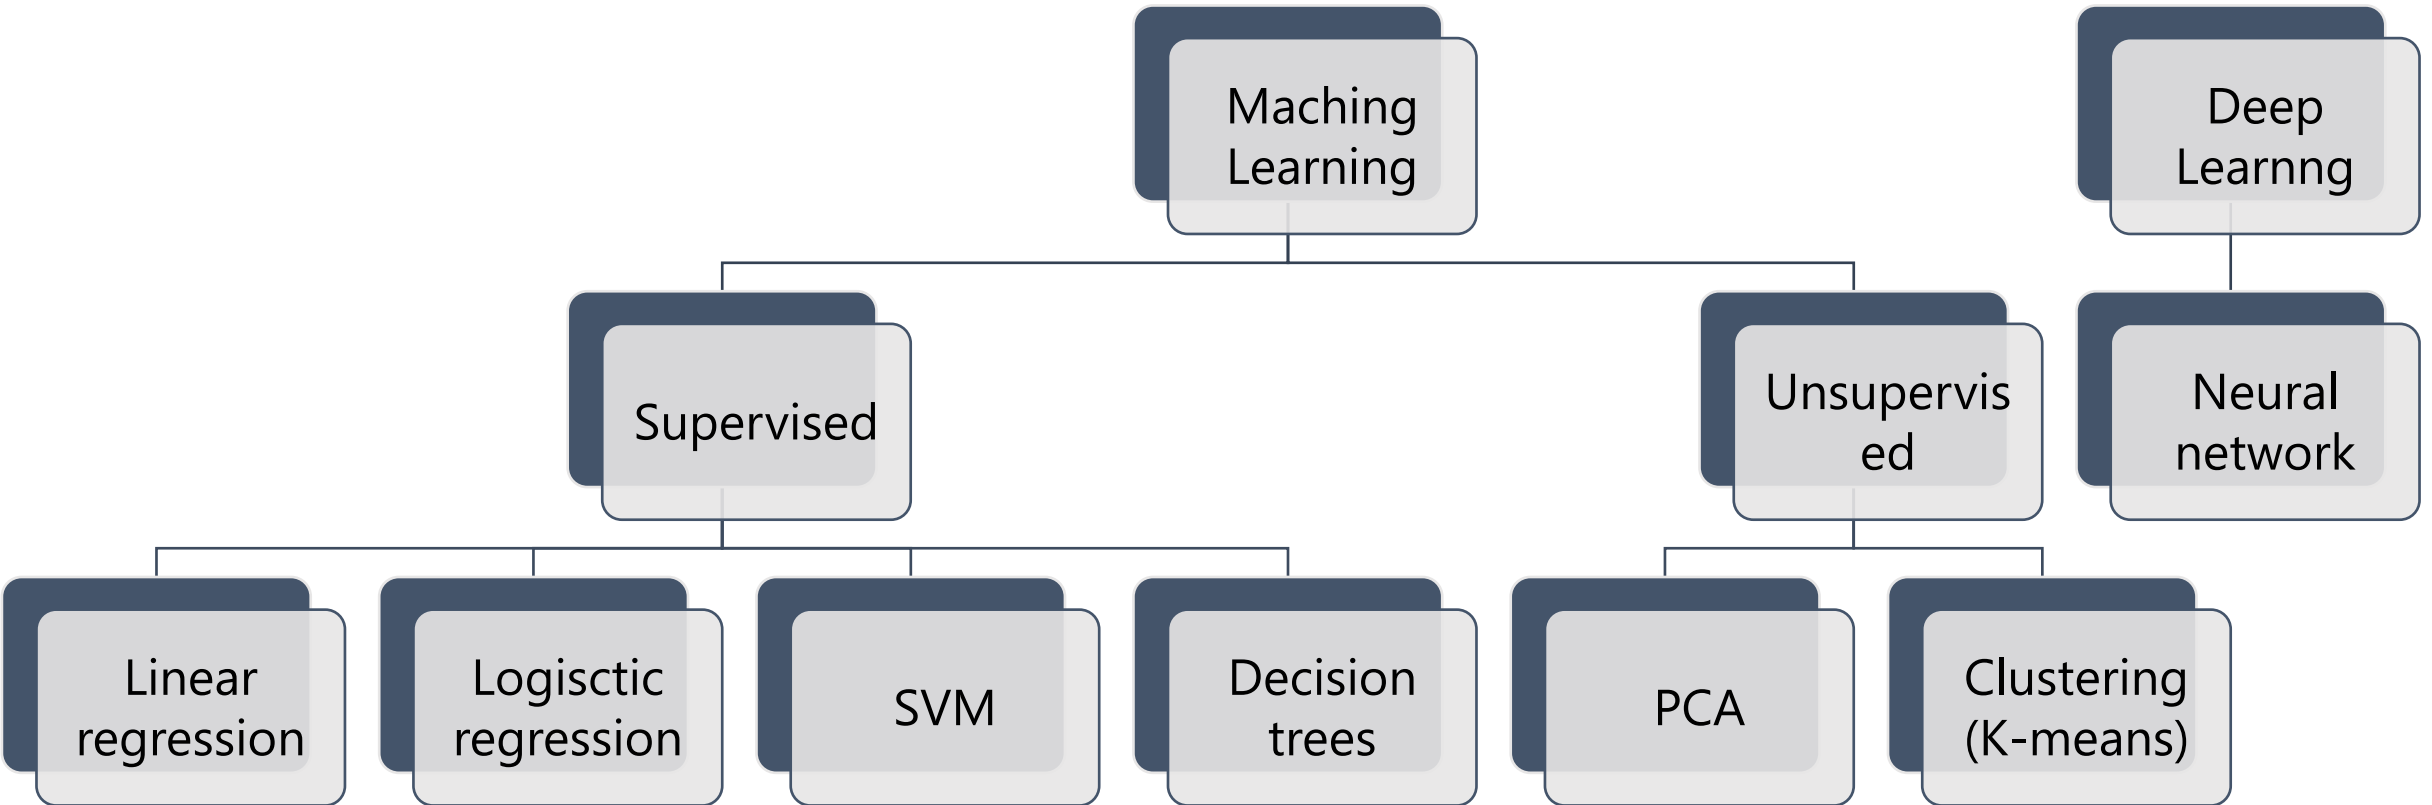 Maching
Learning
Deep
Learnng
Supervised
Unsupervis
ed
Neural
network
Linear
regression
Logisctic
regression
SVM
Decision
trees
PCA
Clustering
(K-means)